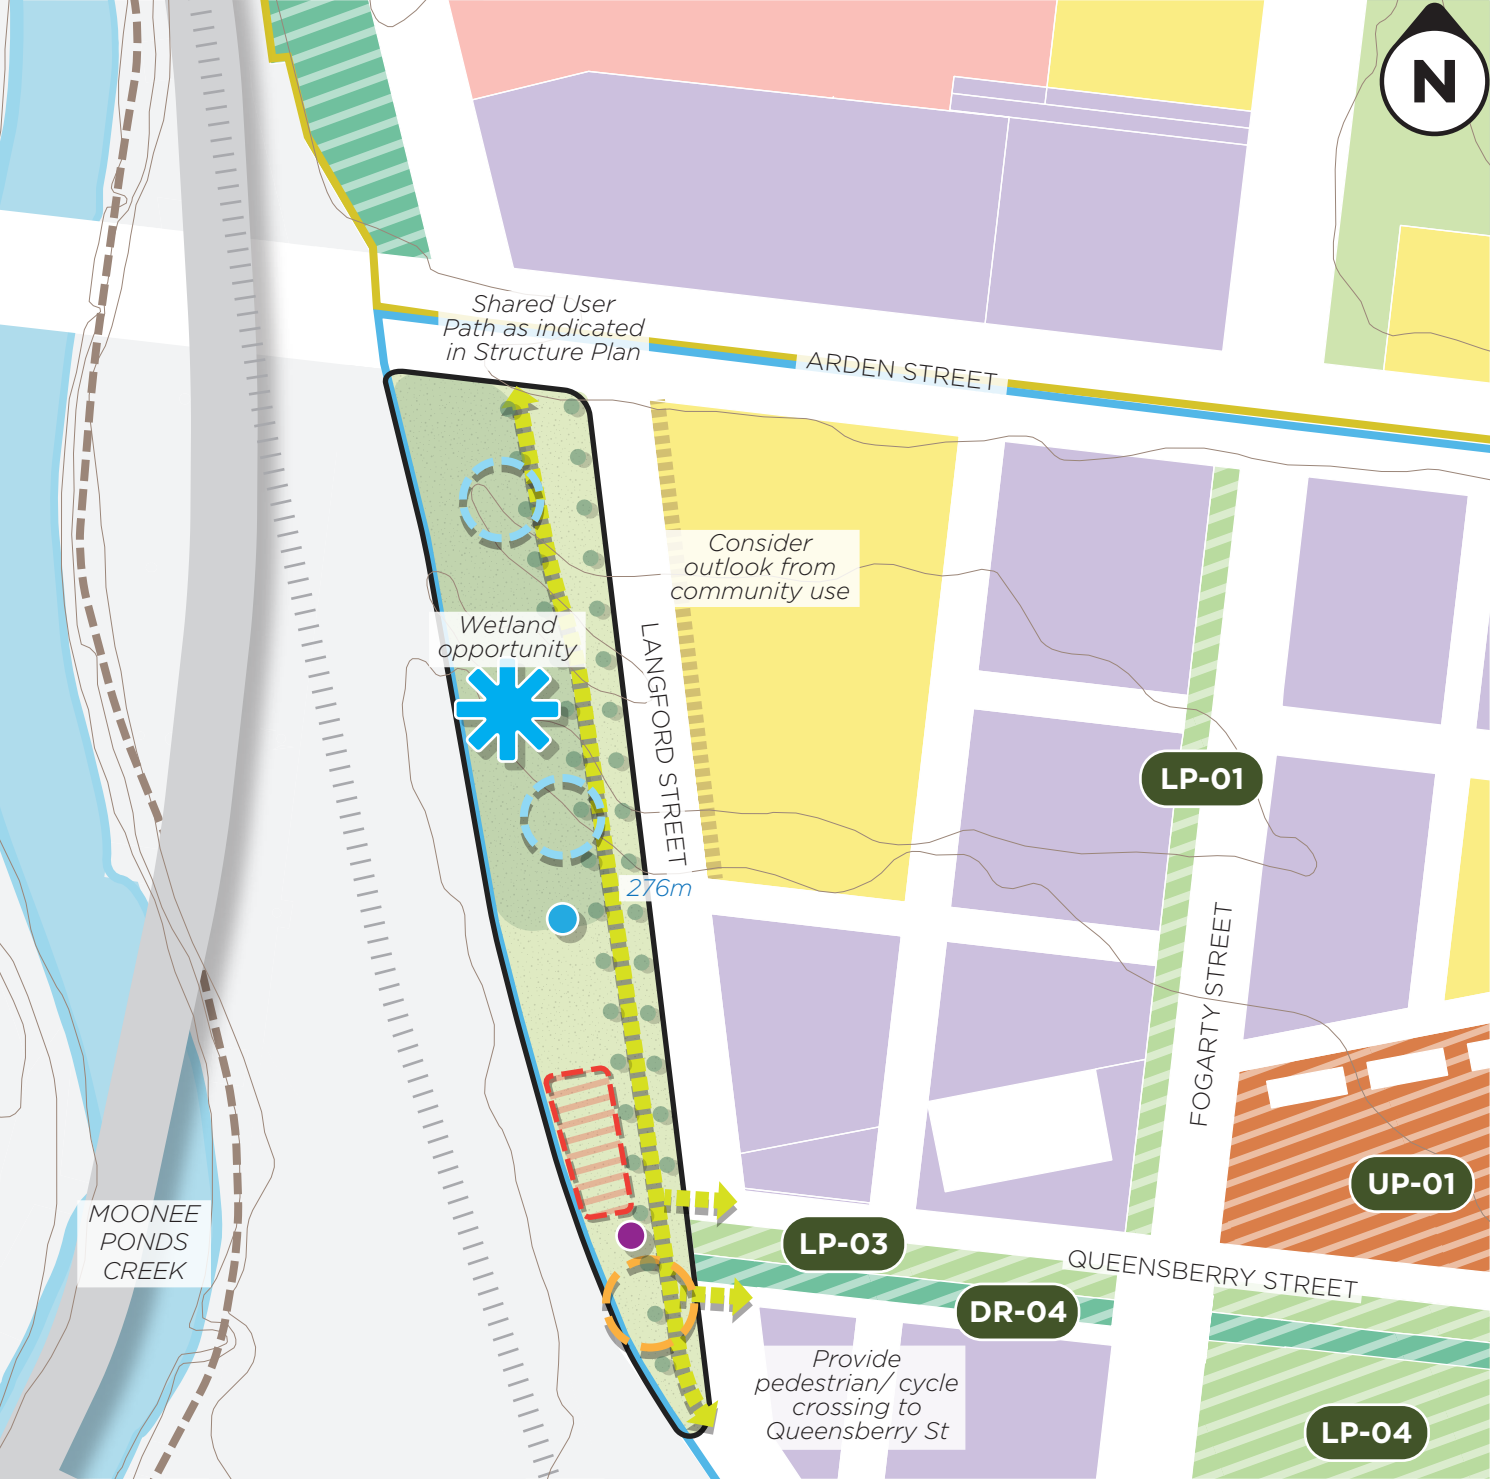 N
Shared User
Path as indicated
in Structure Plan
ARDEN STREET
Consider
outlook from
community use
Wetland
opportunity
LANGFORD STREET
LP-01
276m
FOGARTY STREET
UP-01
MOONEE
PONDS
CREEK
LP-03
QUEENSBERRY STREET
DR-04
Provide
pedestrian/ cycle
crossing to
Queensberry St
LP-04